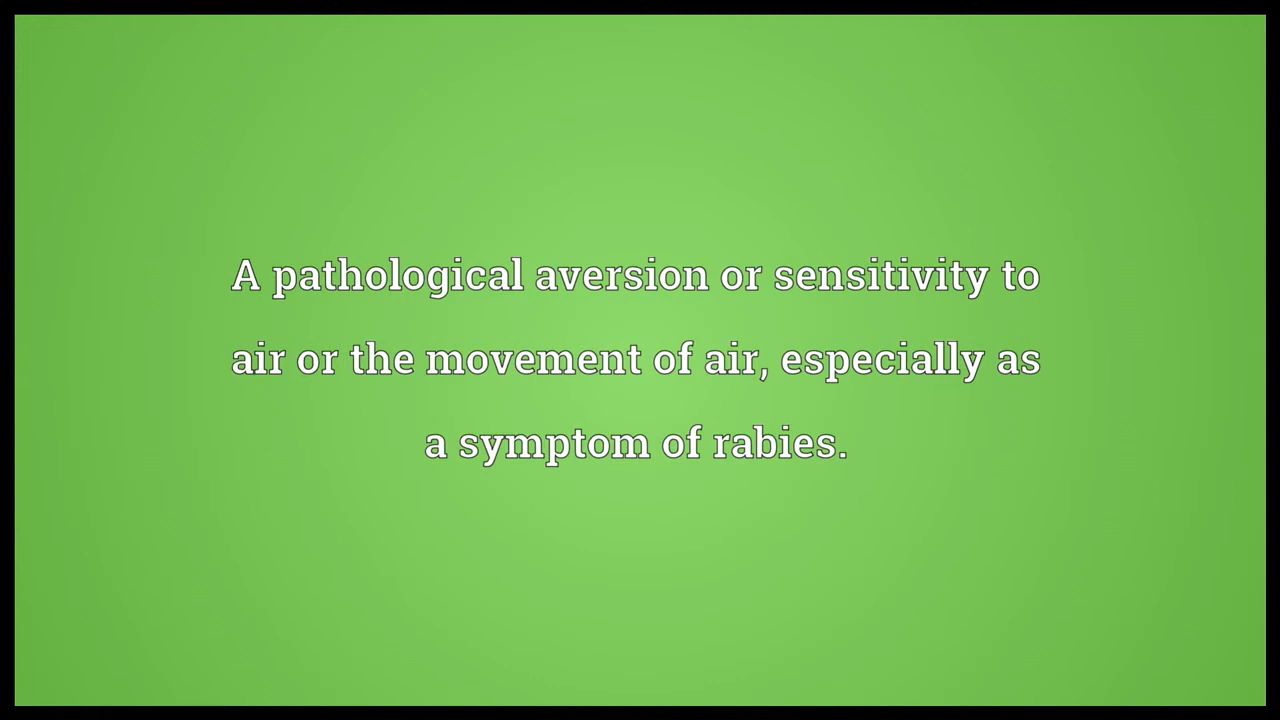 A pathological aversion or sensitivity to
air or the movement of air, especially as
a symptom of rabies.